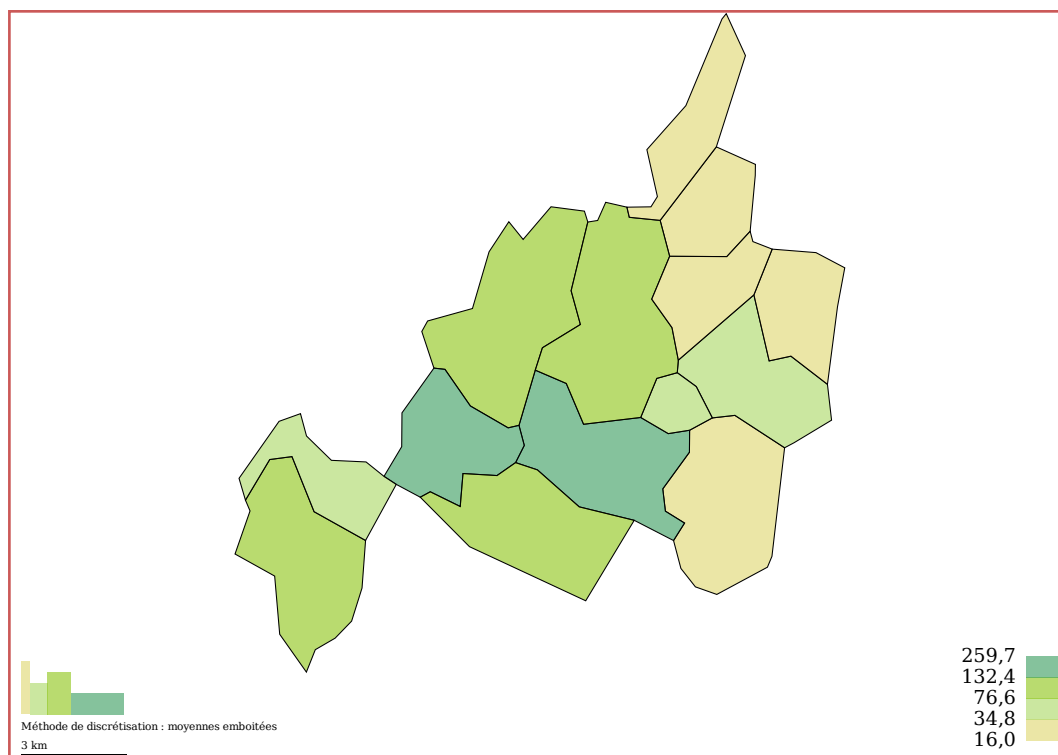 259,7
132,4
76,6
34,8
16,0
Méthode de discrétisation : moyennes emboitées
3 km